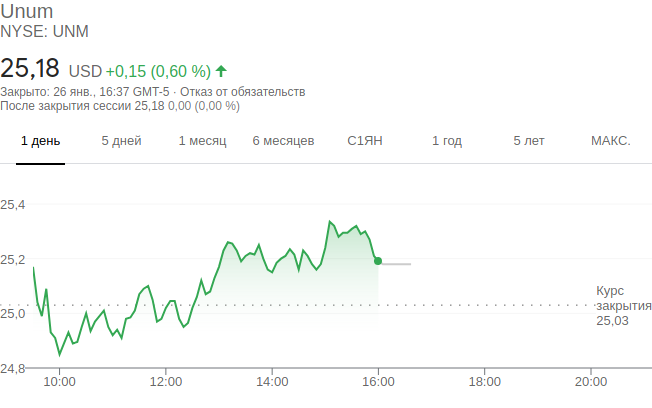 Unum
NYSE: UNM
25,18 USD +0,15 (0,60 %)
Закрыто: 26 янв., 16:37 GMT-5 · Отказ от обязательств
После закрытия сессии 25,18 0,00 (0,00 %)
1 день 5 дней 1 месяц 6 месяцев С1ЯН 1 год 5 лет МАКС.
25,4
25,2
Курс
закрытия
25,03
25,0
24,8
10:00 12:00 14:00 16:00 18:00 20:00